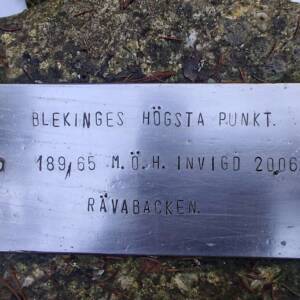 BLEKINGES HÖGSTA PUNKT.
189,65 M.Ö.H. INVIGD 2006
RÄVABACKEN.